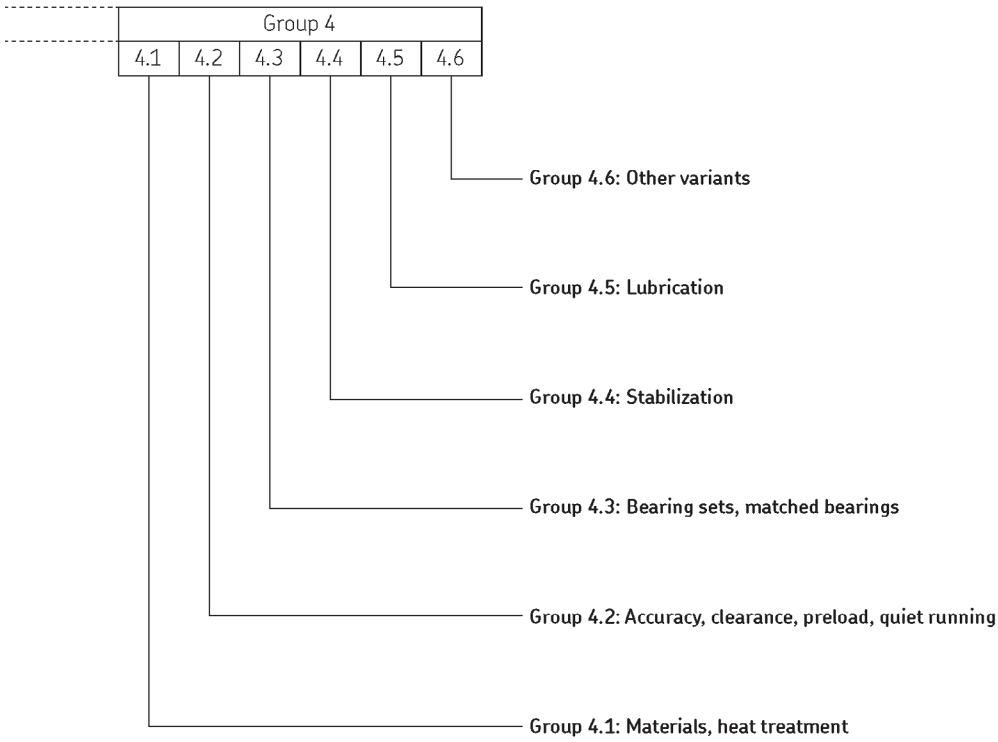 Group 4
4.1 4.2 4.3 4.4 4.5 4.6
Group 4.6: Other variants
Group 4.5: Lubrication
Group 4.4: Stabilization
Group 4.3: Bearing sets, matched bearings
Group 4.2: Accuracy, clearance, preload, quiet running
Group 4.1: Materials, heat treatment